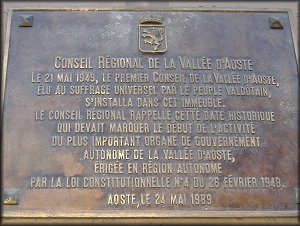 CONSEIL RÉGIONAL DE LA VALLÉE D'AOSTE
LE 21 MAI 1949, LE PREMIER CONSEIL DE LA VALLÉE D'AOSTE,
ÉLU AU SUFFRAGE UNIVERSEL PAR LE PEUPLE VALDÔTAIN,
S'INSTALLA DANS CET IMMEUBLE.
LE CONSEIL RÉGIONAL RAPPELLE CETTE DATE HISTORIQUE
QUI DEVAIT MARQUER LE DÉBUT DE L'ACTIVITÉ
DU PLUS IMPORTANT ORGANE DE GOUVERNEMENT
AUTONOME DE LA VALLÉE D'AOSTE,
ÉRIGÉE EN RÉGION AUTONOME
PAR LA LOI CONSTITUTIONNELLE N° 4 DU 26 FÉVRIER 1948.
AOSTE, LE 24 MAI 1989